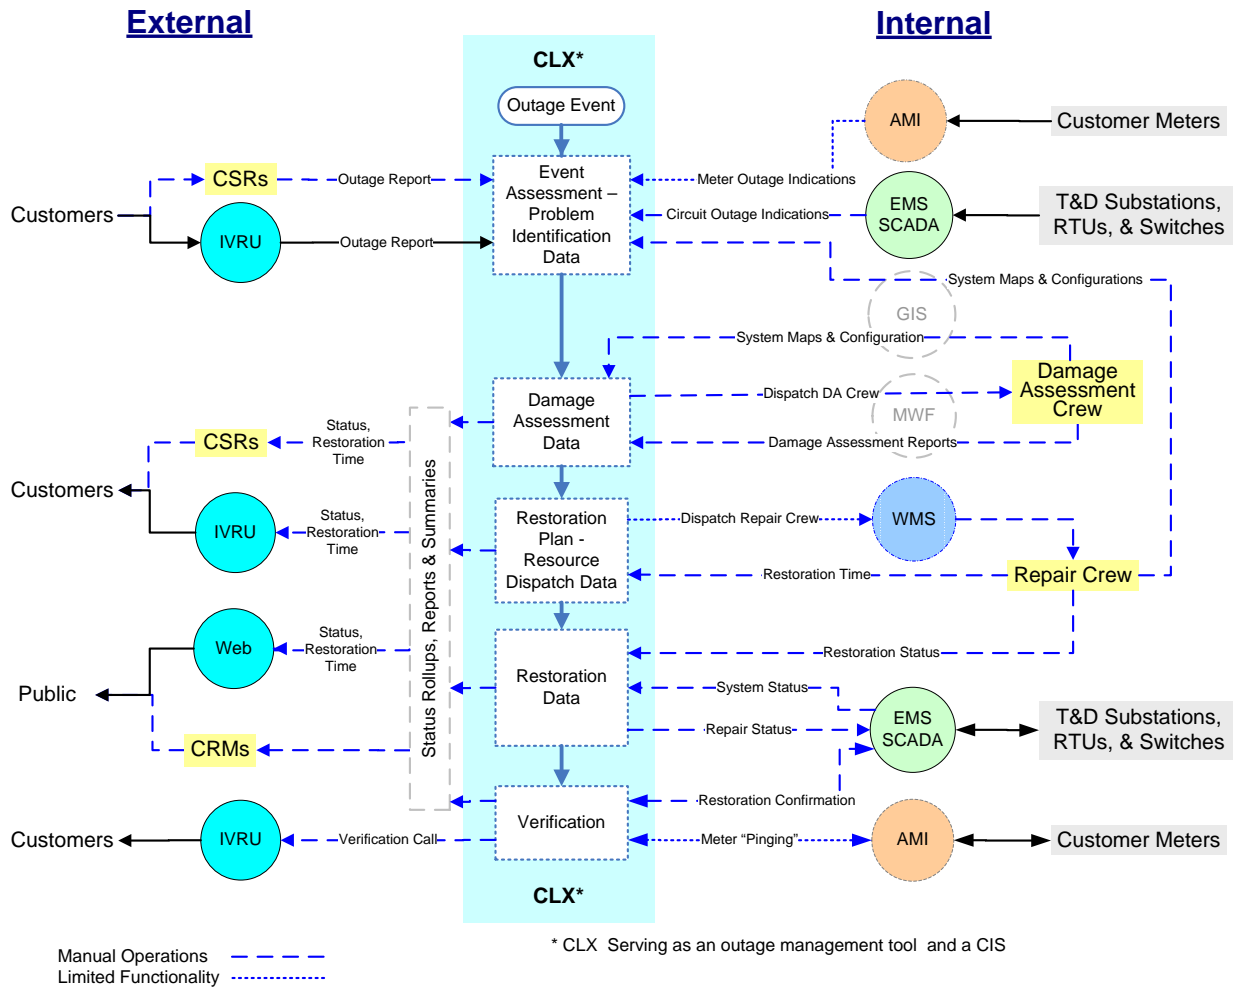 External
Internal
CLX*
Outage Event
AMI
Customer Meters
Event
Assessment –
Problem
Identification
Data
CSRs
Outage Report
Meter Outage Indications
Customers
IVRU
Outage Report
Circuit Outage Indications
EMS
SCADA
T&D Substations,
RTUs, & Switches
System Maps & Configurations
GIS
System Maps & Configuration
Damage
Assessment
Crew
Damage
Assessment
Data
Dispatch DA Crew
MWF
Damage Assessment Reports
Status Rollups, Reports & Summaries
CSRs
Status,
Restoration
Time
Customers
IVRU
Status,
Restoration
Time
Restoration
Plan -
Resource
Dispatch Data
Dispatch Repair Crew
WMS
Restoration Time
Repair Crew
Web
Status,
Restoration
Time
Public
CRMs
Restoration
Data
Restoration Status
System Status
Repair Status
EMS
SCADA
T&D Substations,
RTUs, & Switches
Restoration Confirmation
Customers
IVRU
Verification Call
Verification
Meter “Pinging”
AMI
Customer Meters
CLX*
* CLX Serving as an outage management tool and a CIS
Manual Operations
Limited Functionality